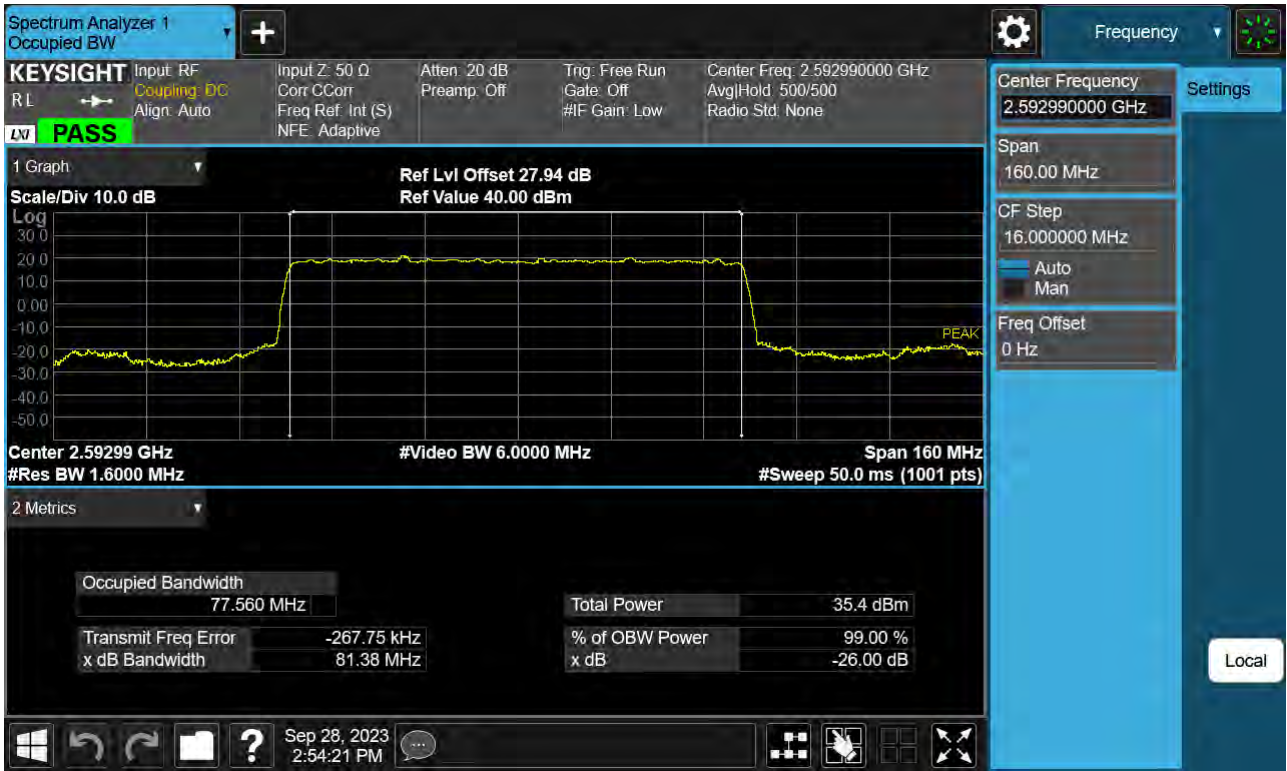 Spectrum Analyzer 1
Occupied BW
+
Frequency
KEYSIGHT
R L
LXI
PASS
Input: RF
Coupling: DC
Align: Auto
Input Z: 50 Ω
Corr CCorr
Freq Ref: Int (S)
NFE: Adaptive
Atten: 20 dB
Preamp: Off
Trig: Free Run
Gate: Off
#IF Gain: Low
Center Freq: 2.592990000 GHz
Avg|Hold: 500/500
Radio Std: None
Center Frequency
2.592990000 GHz
Settings
Span
160.00 MHz
CF Step
16.000000 MHz
Auto
Man
Freq Offset
0 Hz
1 Graph
Scale/Div 10.0 dB
Ref Lvl Offset 27.94 dB
Ref Value 40.00 dBm
Log
30.0
20.0
10.0
0.00
-10.0
-20.0
-30.0
-40.0
-50.0
PEAK
Center 2.59299 GHz
#Video BW 6.0000 MHz
Span 160 MHz
#Res BW 1.6000 MHz
#Sweep 50.0 ms (1001 pts)
2 Metrics
Occupied Bandwidth
77.560 MHz
Total Power 35.4 dBm
Transmit Freq Error -267.75 kHz
% of OBW Power 99.00 %
x dB Bandwidth 81.38 MHz
x dB -26.00 dB
Local
?
Sep 28, 2023
2:54:21 PM